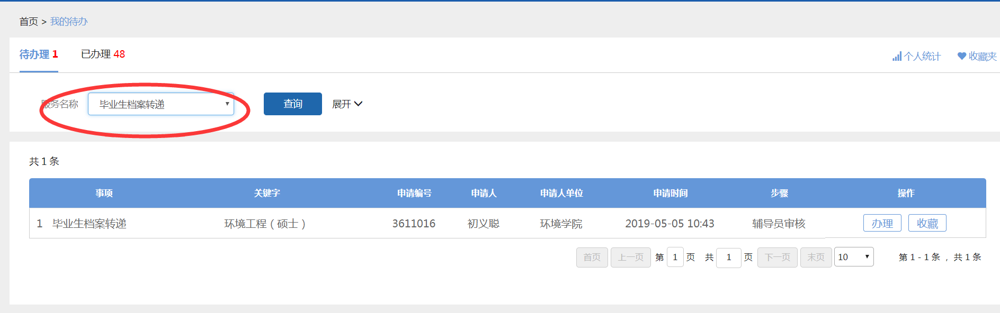 首页 > 我的待办
待办理 1 已办理 48 个人统计 收藏夹
服务名称 毕业生档案转递 查询 展开
共 1 条
事项 关键字 申请编号 申请人 申请人单位 申请时间 步骤 操作
1 毕业生档案转递 环境工程（硕士） 3611016 初义聪 环境学院 2019-05-05 10:43 辅导员审核 办理 收藏
首页 上一页 第 1 页 共 1 页 下一页 末页 10 第 1 - 1 条 ，共 1 条